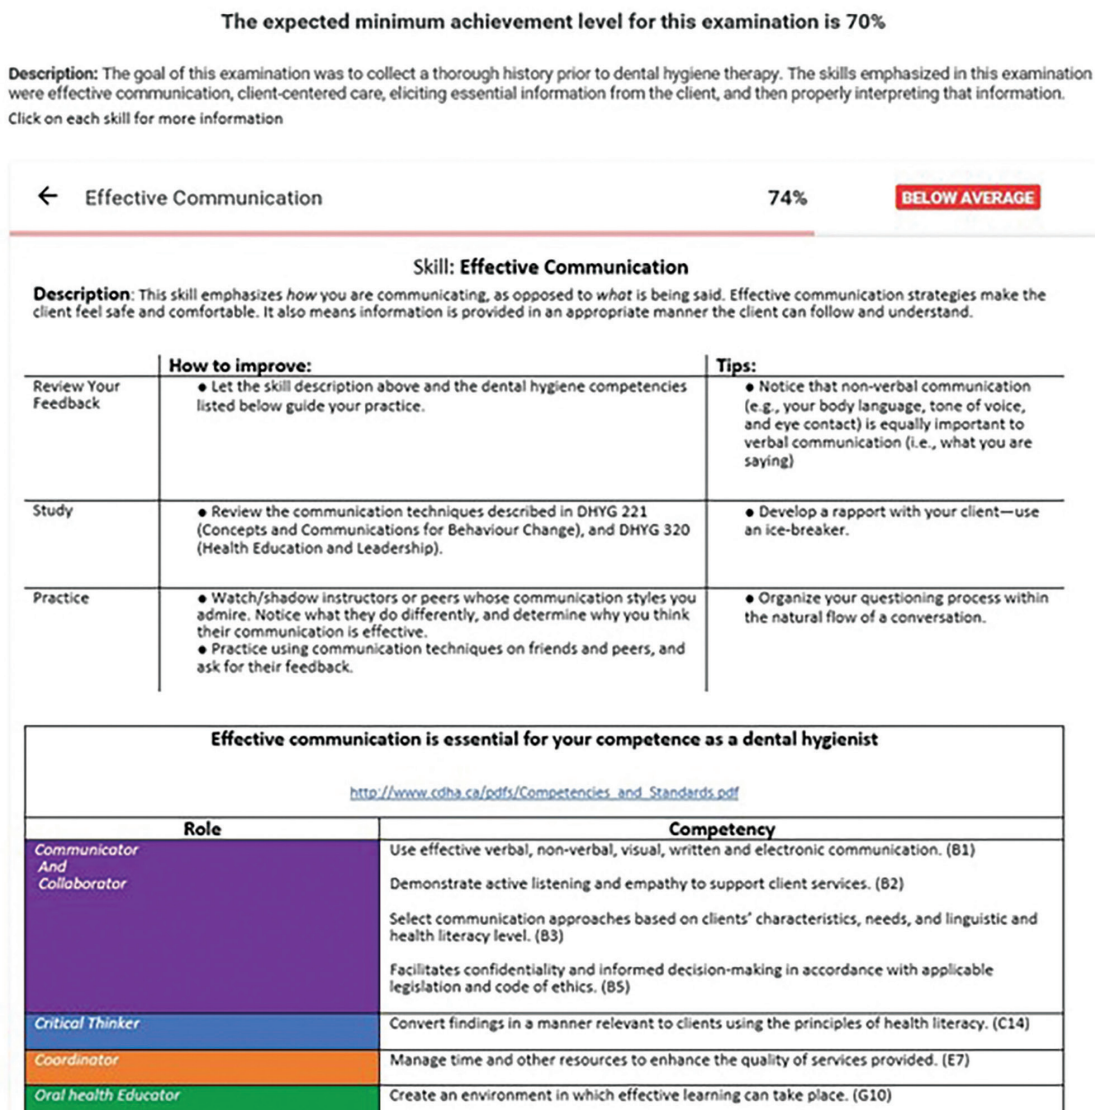 The expected minimum achievement level for this examination is 70%
Description: The goal of this examination was to collect a thorough history prior to dental hygiene therapy. The skills emphasized in this examination
were effective communication, client-centered care, eliciting essential information from the client, and then properly interpreting that information.
Click on each skill for more information
← Effective Communication 74% BELOW AVERAGE
Skill: Effective Communication
Description: This skill emphasizes how you are communicating, as opposed to what is being said. Effective communication strategies make the
client feel safe and comfortable. It also means information is provided in an appropriate manner the client can follow and understand.
How to improve:
Tips:
Review Your
Feedback
• Let the skill description above and the dental hygiene competencies
listed below guide your practice.
• Notice that non-verbal communication
(e.g., your body language, tone of voice,
and eye contact) is equally important to
verbal communication (i.e., what you are
saying)
Study
• Review the communication techniques described in DHYG 221
(Concepts and Communications for Behaviour Change), and DHYG 320
(Health Education and Leadership).
• Develop a rapport with your client—use
an ice-breaker.
Practice
• Watch/shadow instructors or peers whose communication styles you
admire. Notice what they do differently, and determine why you think
their communication is effective.
• Practice using communication techniques on friends and peers, and
ask for their feedback.
• Organize your questioning process within
the natural flow of a conversation.
Effective communication is essential for your competence as a dental hygienist
http://www.cdha.ca/pdfs/Competencies_and_Standards.pdf
Role
Competency
Communicator
And
Collaborator
Use effective verbal, non-verbal, visual, written and electronic communication. (B1)
Demonstrate active listening and empathy to support client services. (B2)
Select communication approaches based on clients' characteristics, needs, and linguistic and
health literacy level. (B3)
Facilitates confidentiality and informed decision-making in accordance with applicable
legislation and code of ethics. (B5)
Critical Thinker
Convert findings in a manner relevant to clients using the principles of health literacy. (C14)
Coordinator
Manage time and other resources to enhance the quality of services provided. (E7)
Oral health Educator
Create an environment in which effective learning can take place. (G10)